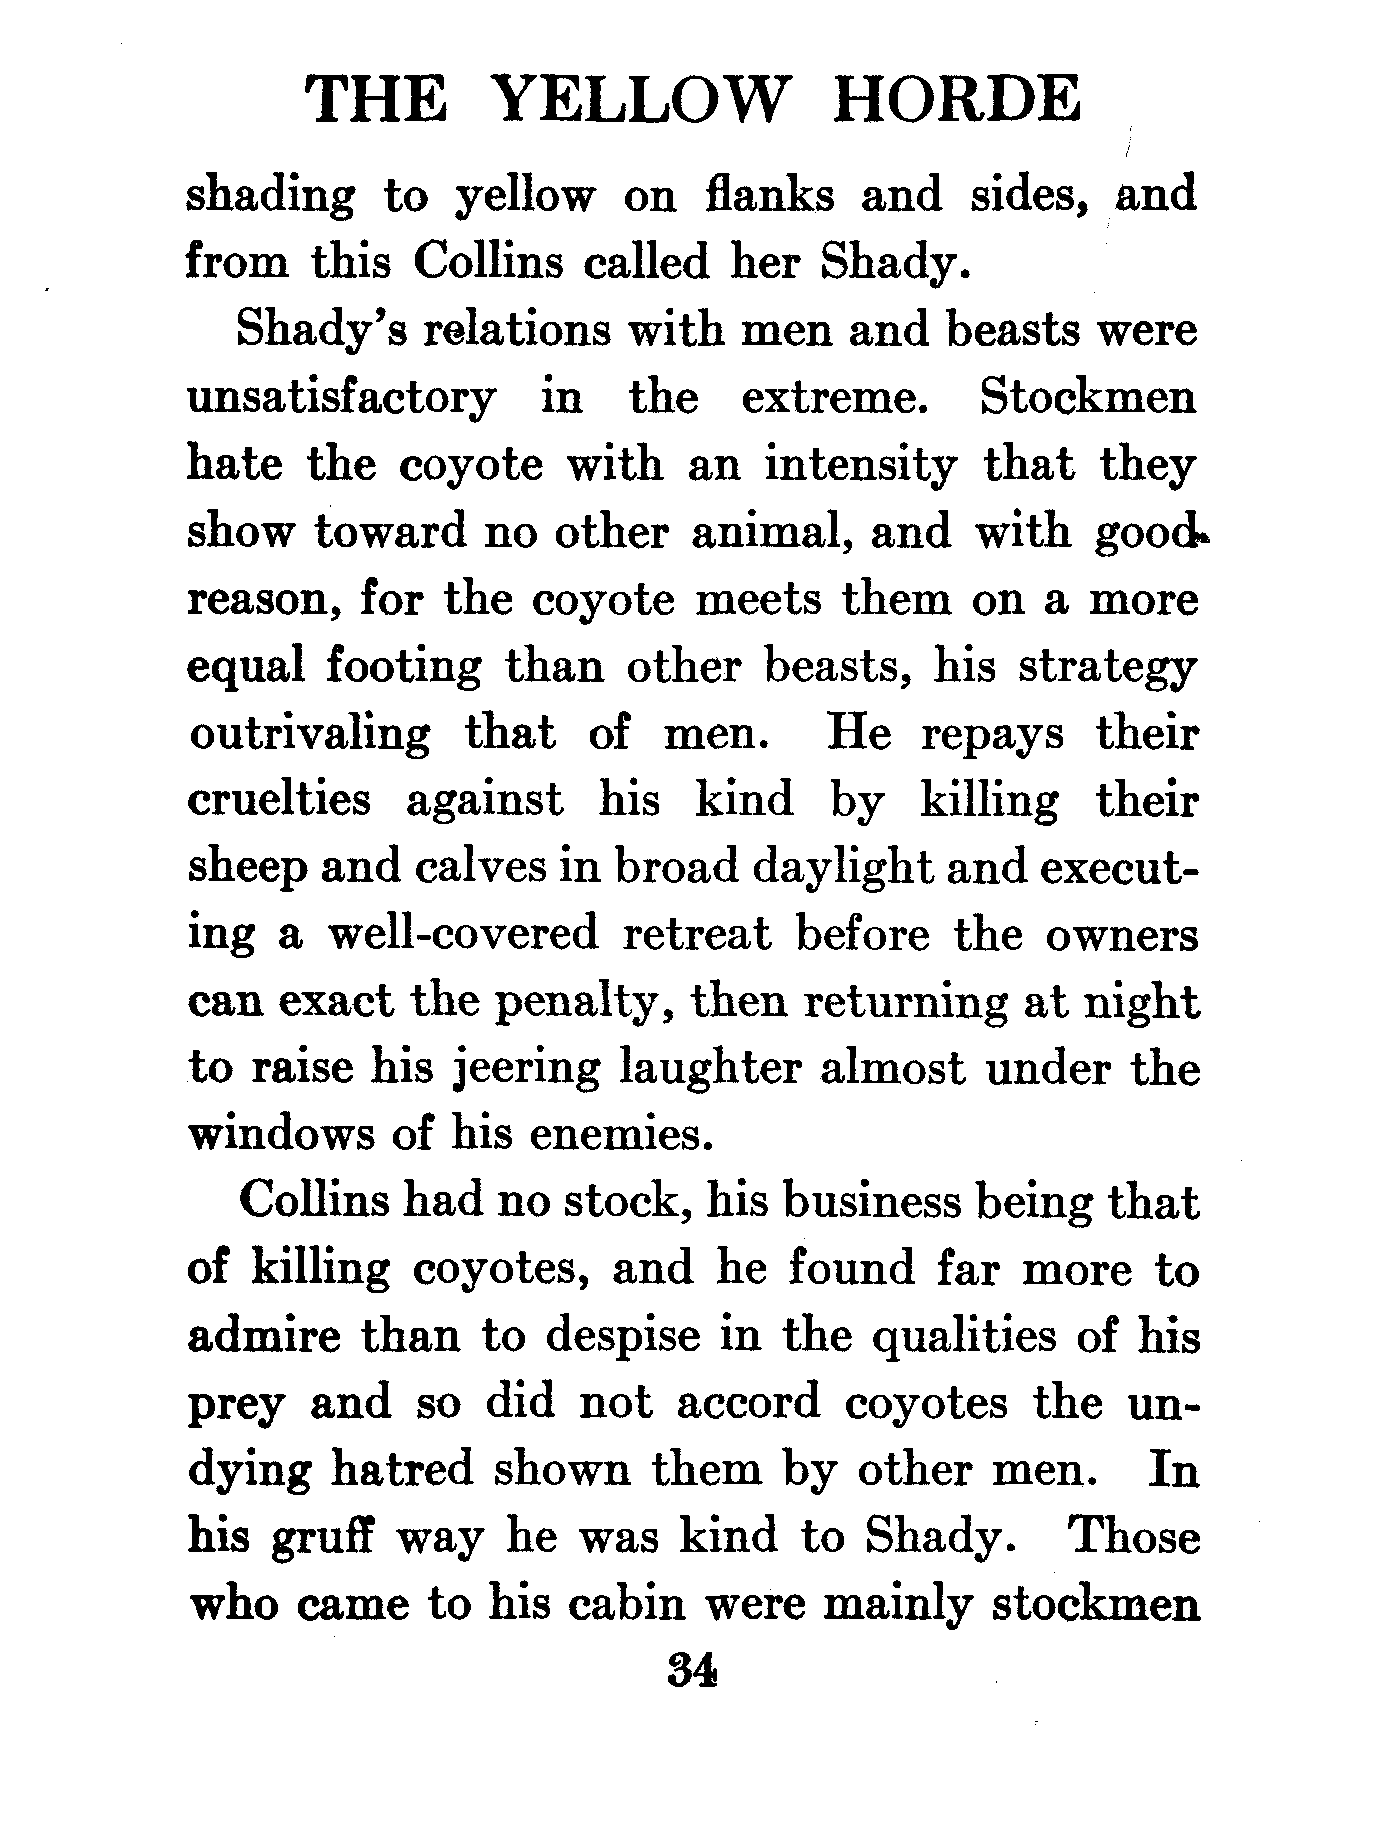 THE YELLOW HORDE
shading to yellow on flanks and sides, and
from this Collins called her Shady.
Shady's relations with men and beasts were
unsatisfactory in the extreme. Stockmen
hate the coyote with an intensity that they
show toward no other animal, and with good
reason, for the coyote meets them on a more
equal footing than other beasts, his strategy
outrivaling that of men. He repays their
cruelties against his kind by killing their
sheep and calves in broad daylight and execut-
ing a well-covered retreat before the owners
can exact the penalty, then returning at night
to raise his jeering laughter almost under the
windows of his enemies.
Collins had no stock, his business being that
of killing coyotes, and he found far more to
admire than to despise in the qualities of his
prey and so did not accord coyotes the un-
dying hatred shown them by other men. In
his gruff way he was kind to Shady. Those
who came to his cabin were mainly stockmen
34